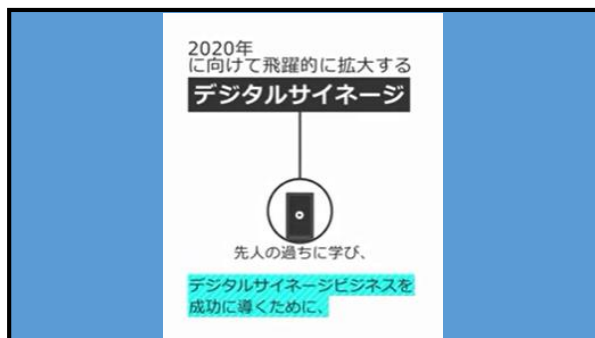 2020年
に向けて飛躍的に拡大する
デジタルサイネージ
先人の過ちに学び、
デジタルサイネージビジネスを
成功に導くために、